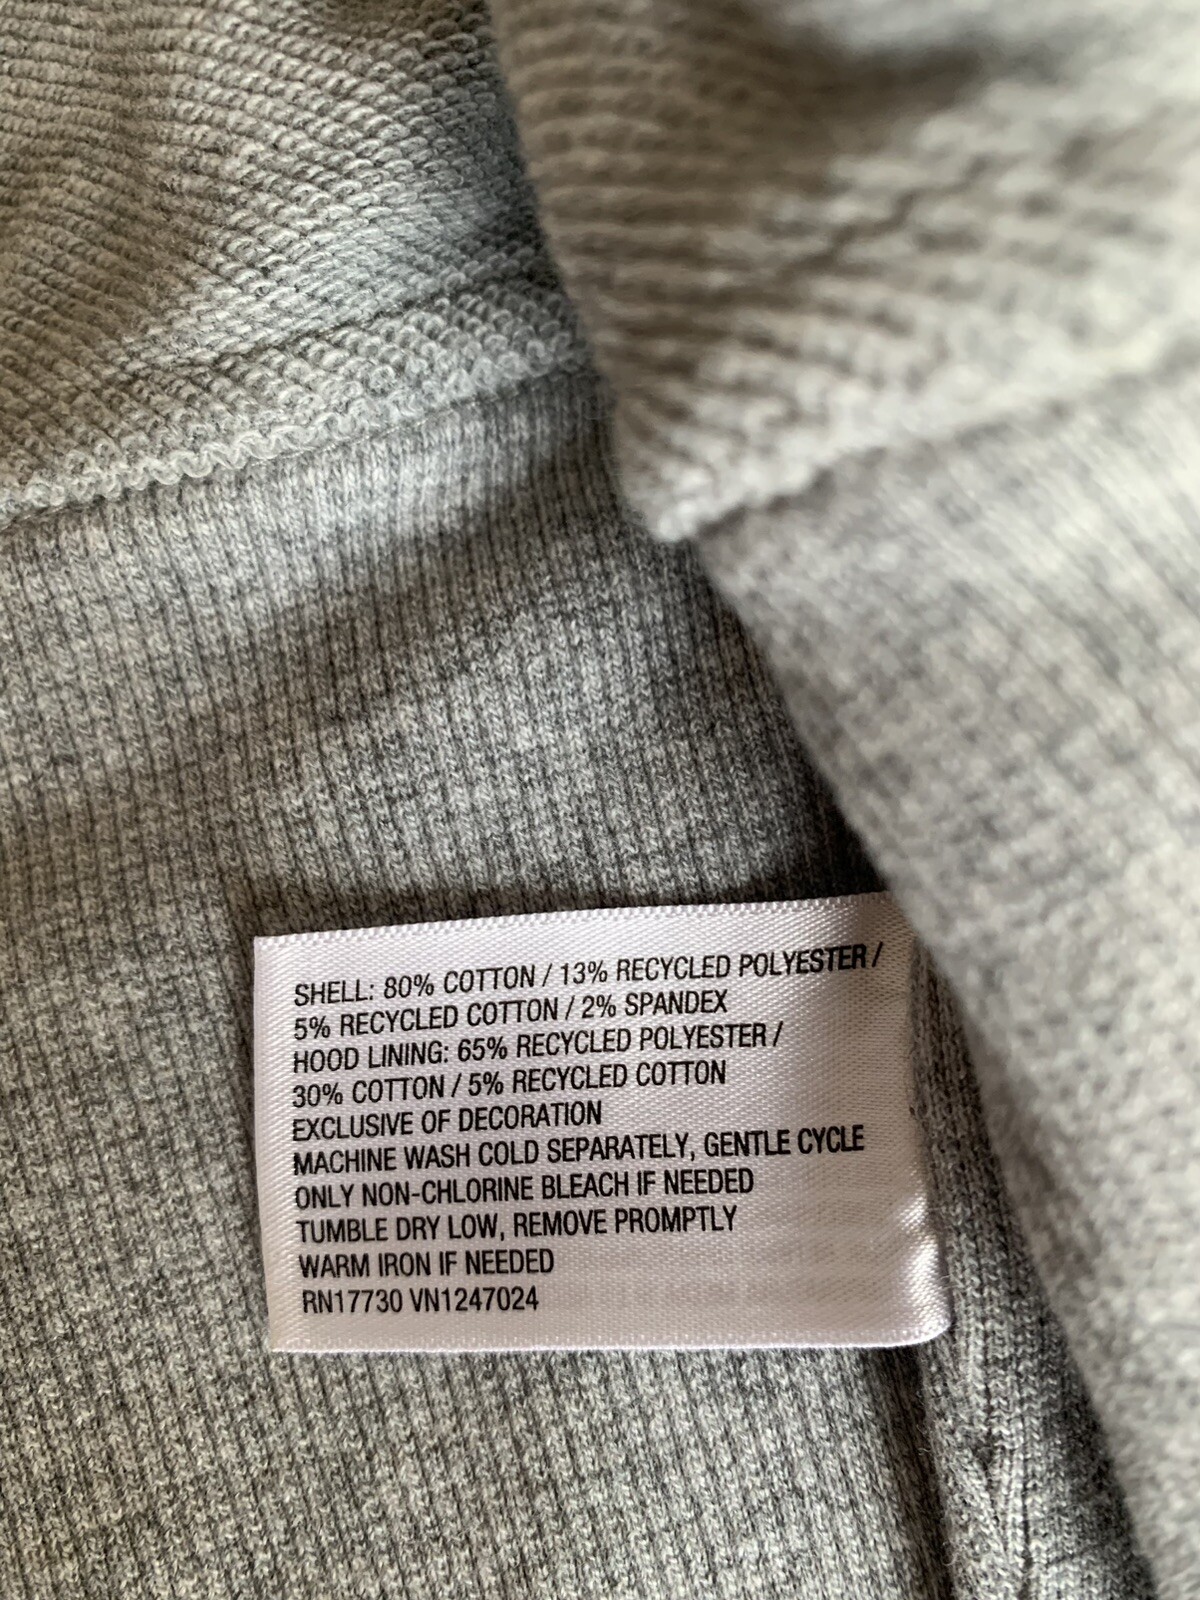 SHELL: 80% COTTON / 13% RECYCLED POLYESTER /
5% RECYCLED COTTON / 2% SPANDEX
HOOD LINING: 65% RECYCLED POLYESTER /
30% COTTON / 5% RECYCLED COTTON
EXCLUSIVE OF DECORATION
MACHINE WASH COLD SEPARATELY, GENTLE CYCLE
ONLY NON-CHLORINE BLEACH IF NEEDED
TUMBLE DRY LOW, REMOVE PROMPTLY
WARM IRON IF NEEDED
RN17730 VN1247024